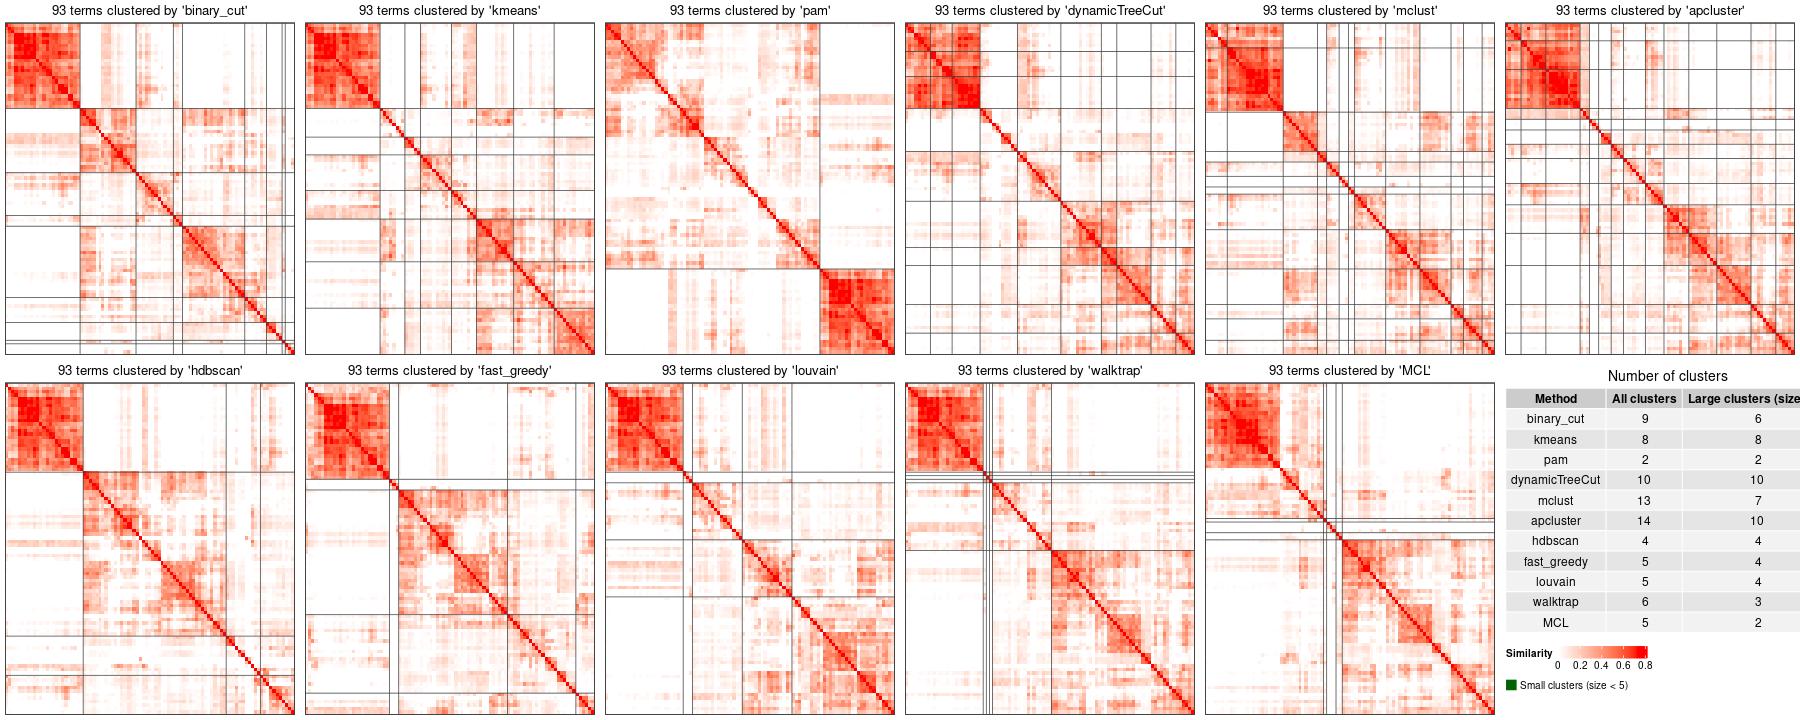 93 terms clustered by 'binary_cut'
93 terms clustered by 'kmeans'
93 terms clustered by 'pam'
93 terms clustered by 'dynamicTreeCut'
93 terms clustered by 'mclust'
93 terms clustered by 'apcluster'
93 terms clustered by 'hdbscan'
93 terms clustered by 'fast_greedy'
93 terms clustered by 'louvain'
93 terms clustered by 'walktrap'
93 terms clustered by 'MCL'
Number of clusters
Method All clusters Large clusters (size
binary_cut 9 6
kmeans 8 8
pam 2 2
dynamicTreeCut 10 10
mclust 13 7
apcluster 14 10
hdbscan 4 4
fast_greedy 5 4
louvain 5 4
walktrap 6 3
MCL 5 2
Similarity
0 0.2 0.4 0.6 0.8
Small clusters (size < 5)